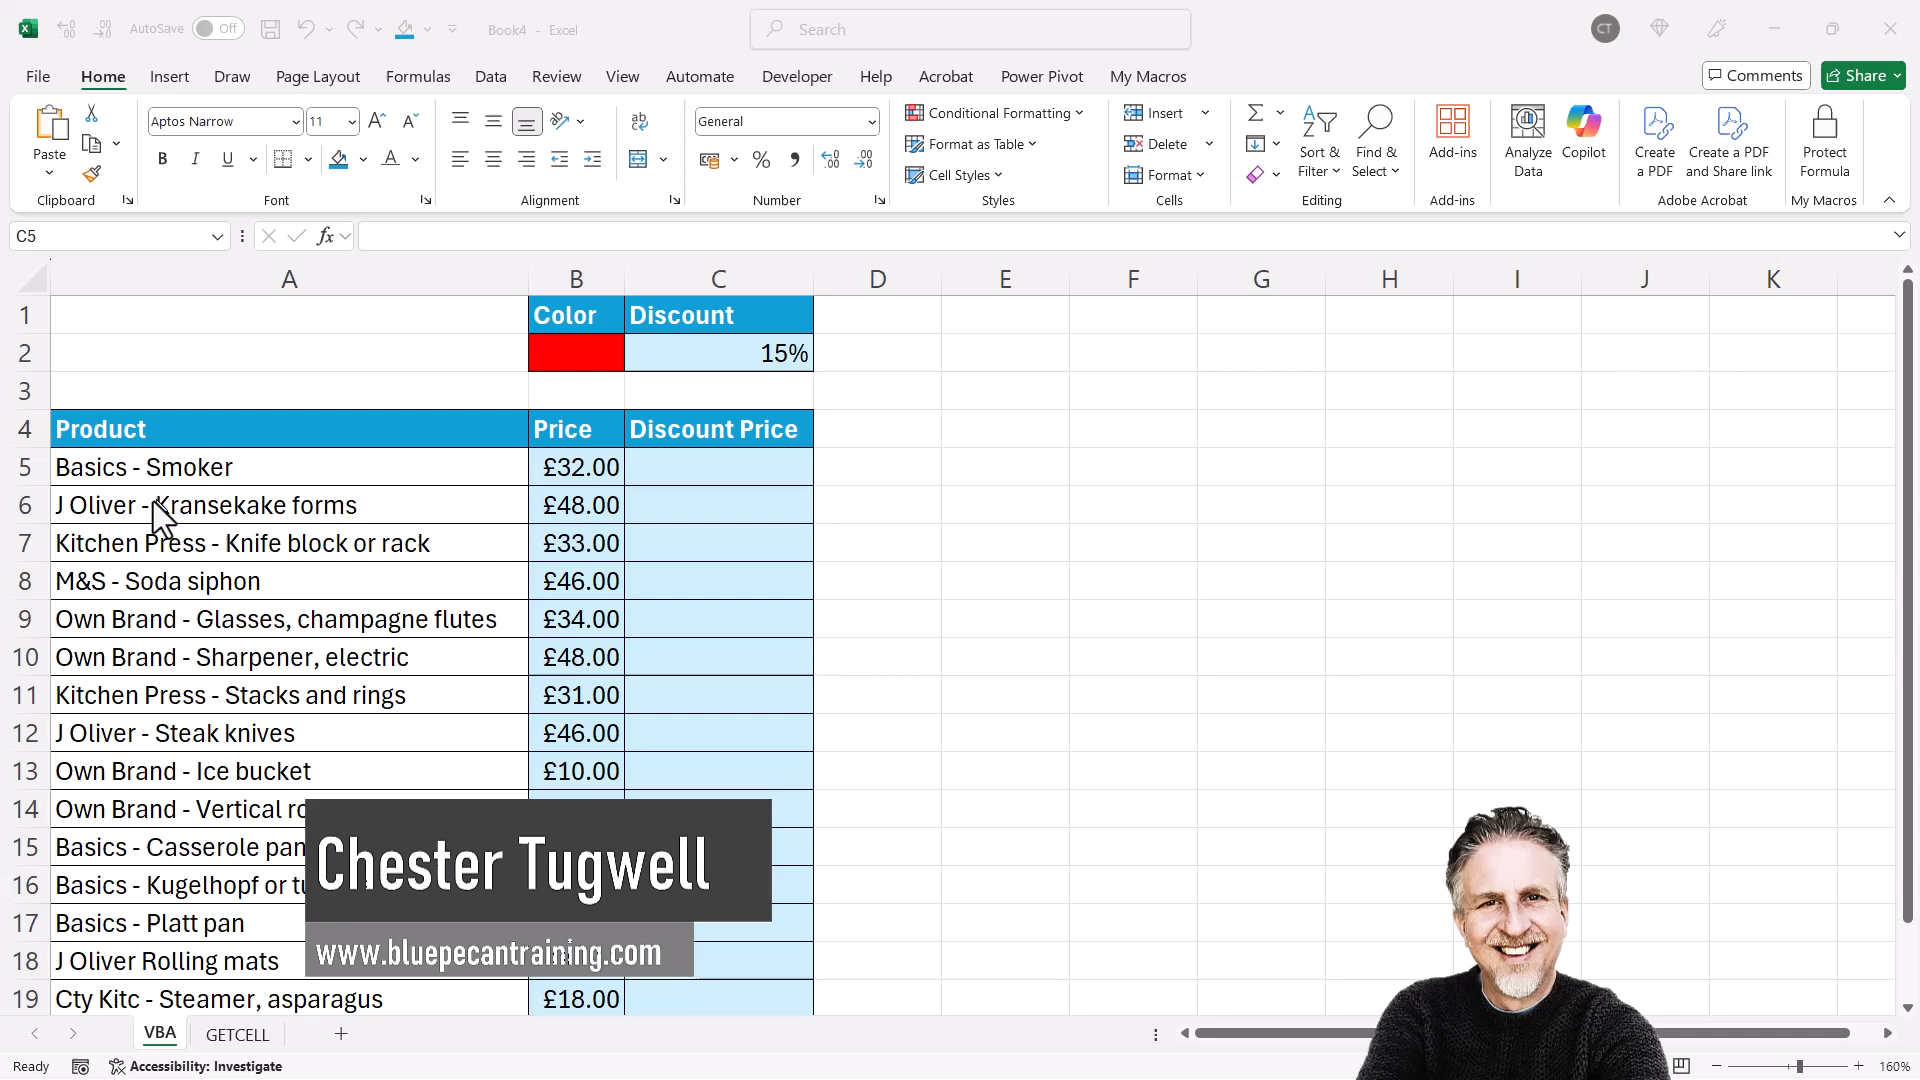 AutoSave Off Book4 - Excel Search CT
File Home Insert Draw Page Layout Formulas Data Review View Automate Developer Help Acrobat Power Pivot My Macros Comments Share
Paste
Clipboard
Aptos Narrow 11
B I U A
Font
ab
Alignment
General
% 9
Number
Conditional Formatting
Format as Table
Cell Styles
Styles
Insert
Delete
Format
Cells
Sort & Filter
Find & Select
Editing
Add-ins
Add-ins
Analyze Data
Copilot
Create a PDF
Create a PDF and Share link
Adobe Acrobat
Protect Formula
My Macros
C5 fx
A B C D E F G H I J K
1 Color Discount
2 15%
3
4 Product Price Discount Price
5 Basics - Smoker £32.00
6 J Oliver - Kransekake forms £48.00
7 Kitchen Press - Knife block or rack £33.00
8 M&S - Soda siphon £46.00
9 Own Brand - Glasses, champagne flutes £34.00
10 Own Brand - Sharpener, electric £48.00
11 Kitchen Press - Stacks and rings £31.00
12 J Oliver - Steak knives £46.00
13 Own Brand - Ice bucket £10.00
14 Own Brand - Vertical
15 Basics - Casserole pan
16 Basics - Kugelhopf or
17 Basics - Platt pan
18 J Oliver Rolling mats
19 Cty Kitc - Steamer, asparagus £18.00
Chester Tugwell
www.bluepecantraining.com
VBA GETCELL
Ready Accessibility: Investigate 160%